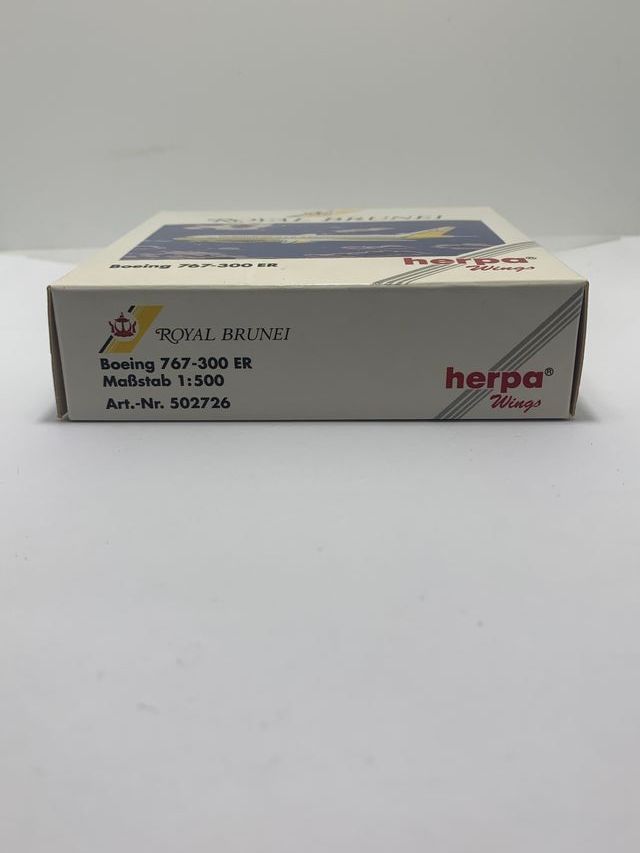 ROYAL BRUNEI
Boeing 767-300 ER
herpa®
Wings
ROYAL BRUNEI
Boeing 767-300 ER
Maßstab 1:500
Art.-Nr. 502726
herpa®
Wings